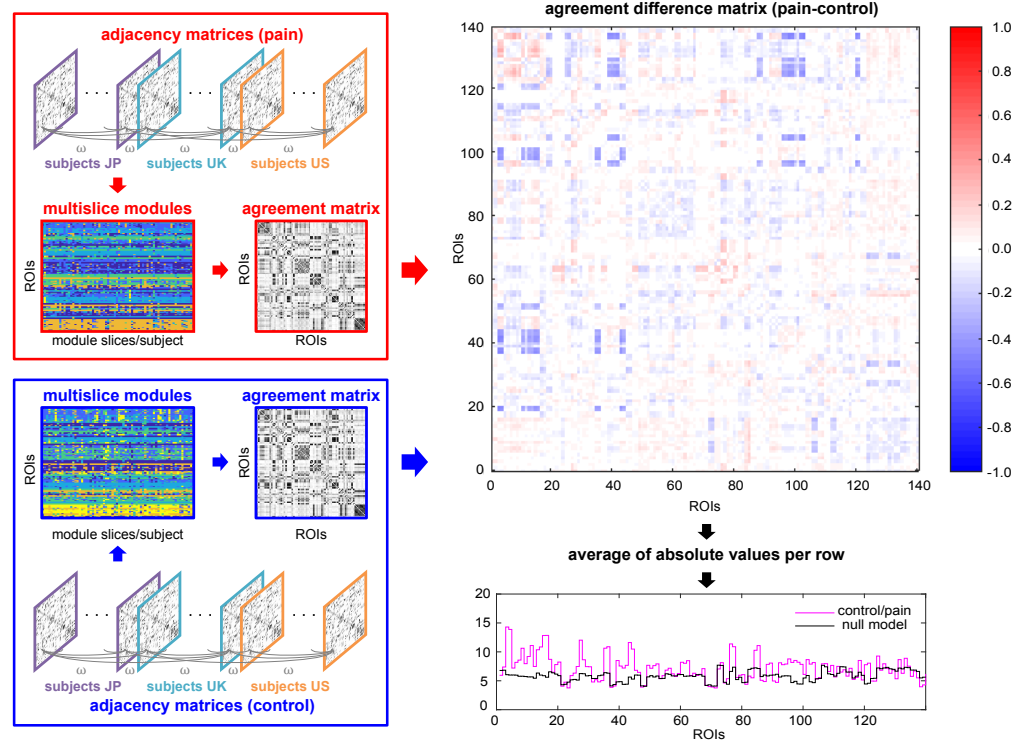 adjacency matrices (pain)
. . .
. . .
. . .
ω
ω
ω
ω
ω
subjects JP
subjects UK
subjects US
multislice modules
agreement matrix
ROIs
ROIs
module slices/subject
ROIs
multislice modules
agreement matrix
ROIs
ROIs
module slices/subject
ROIs
. . .
. . .
. . .
ω
ω
ω
ω
ω
subjects JP
subjects UK
subjects US
adjacency matrices (control)
agreement difference matrix (pain-control)
140
120
100
80
60
40
20
0
ROIs
0 20 40 60 80 100 120 140
ROIs
1.0
0.8
0.6
0.4
0.2
0.0
-0.2
-0.4
-0.6
-0.8
-1.0
average of absolute values per row
20
15
10
5
0
control/pain
null model
0 20 40 60 80 100 120
ROIs